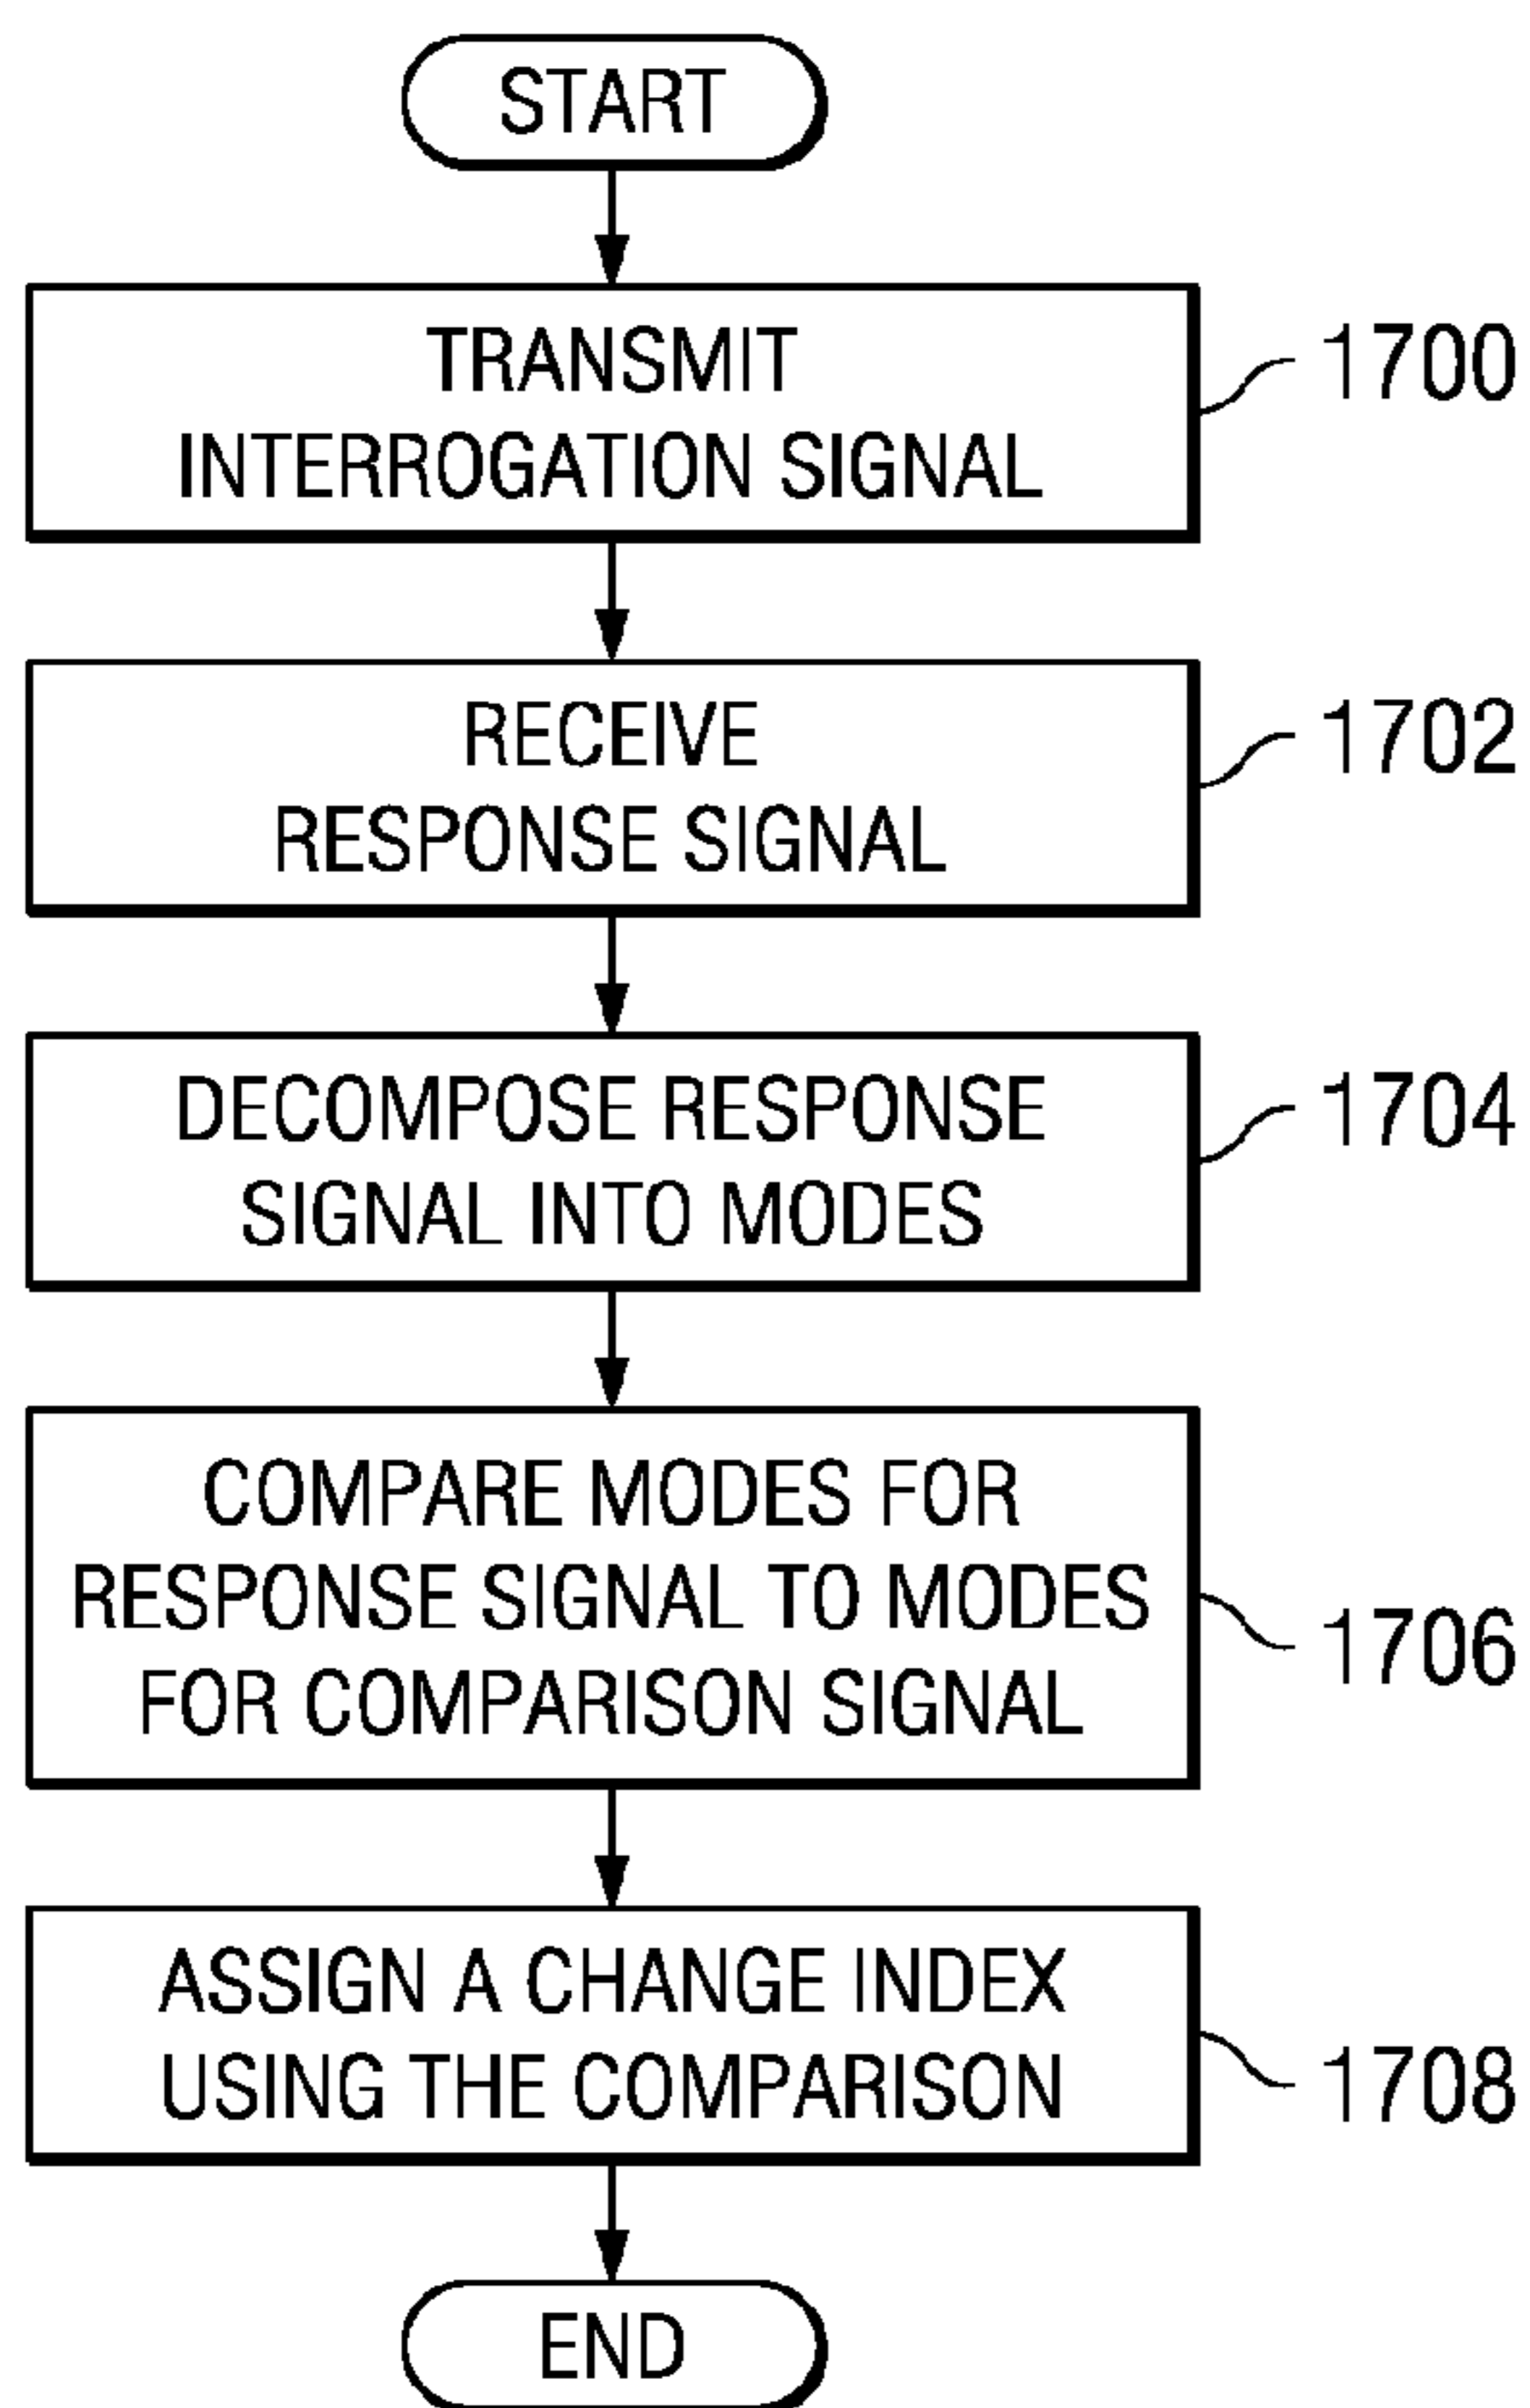 START
TRANSMIT
INTERROGATION SIGNAL
1700
RECEIVE
RESPONSE SIGNAL
1702
DECOMPOSE RESPONSE
SIGNAL INTO MODES
1704
COMPARE MODES FOR
RESPONSE SIGNAL TO MODES
FOR COMPARISON SIGNAL
1706
ASSIGN A CHANGE INDEX
USING THE COMPARISON
1708
END